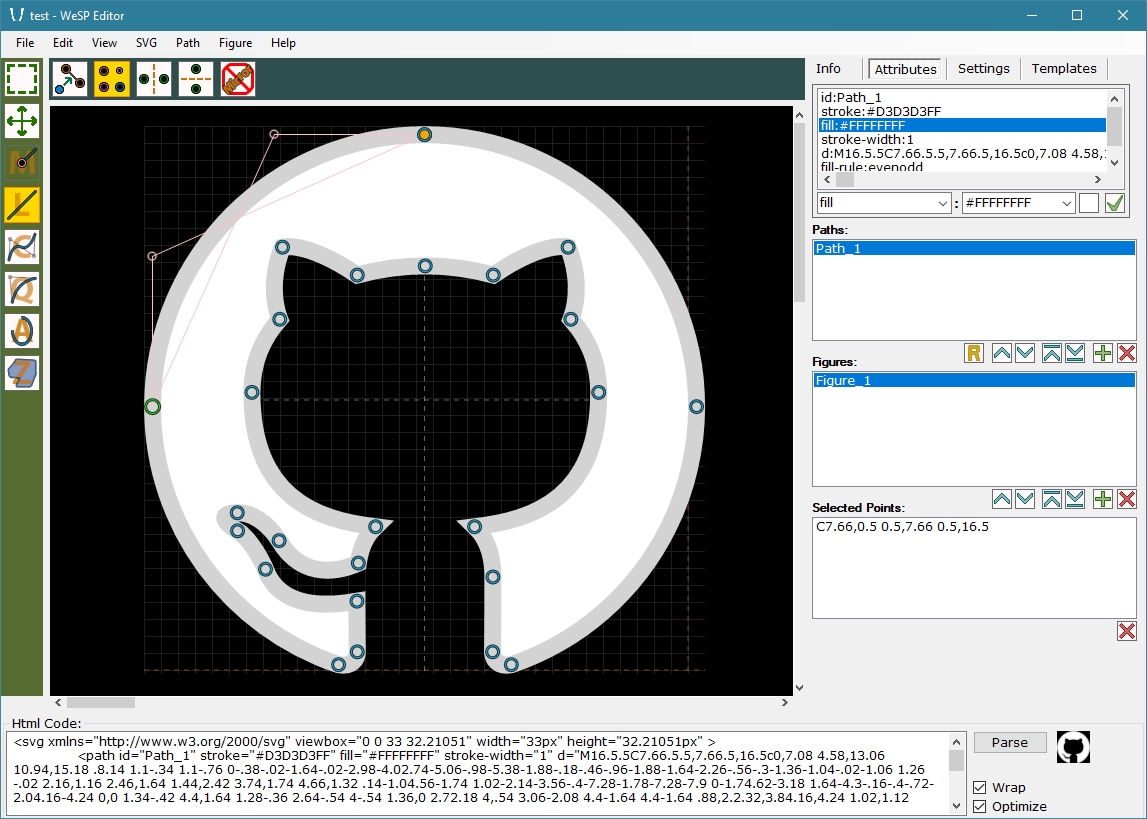 test - WeSP Editor
File Edit View SVG Path Figure Help
Info Attributes Settings Templates
id:Path_1
stroke:#D3D3D3FF
fill:#FFFFFFFF
stroke-width:1
d:M16.5.5C7.66.5.5,7.66.5,16.5c0,7.08 4.58,1
fill-rule:evenodd
fill : #FFFFFFFF
Paths:
Path_1
R
Figures:
Figure_1
Selected Points:
C7.66,0.5 0.5,7.66 0.5,16.5
M
L
C
Q
A
Z
Html Code:
<svg xmlns="http://www.w3.org/2000/svg" viewbox="0 0 33 32.21051" width="33px" height="32.21051px" >
<path id="Path_1" stroke="#D3D3D3FF" fill="#FFFFFFFF" stroke-width="1" d="M16.5.5C7.66.5.5,7.66.5,16.5c0,7.08 4.58,13.06
10.94,15.18 .8.14 1.1-.34 1.1-.76 0-.38-.02-1.64-.02-2.98-4.02.74-5.06-.98-5.38-1.88-.18-.46-.96-1.88-1.64-2.26-.56-.3-1.36-1.04-.02-1.06 1.26
-.02 2.16,1.16 2.46,1.64 1.44,2.42 3.74,1.74 4.66,1.32 .14-1.04.56-1.74 1.02-2.14-3.56-.4-7.28-1.78-7.28-7.9 0-1.74.62-3.18 1.64-4.3-.16-.4-.72-
2.04.16-4.24 0,0 1.34-.42 4.4,1.64 1.28-.36 2.64-.54 4-.54 1.36,0 2.72.18 4,.54 3.06-2.08 4.4-1.64 4.4-1.64 .88,2.2.32,3.84.16,4.24 1.02,1.12
Parse
Wrap
Optimize